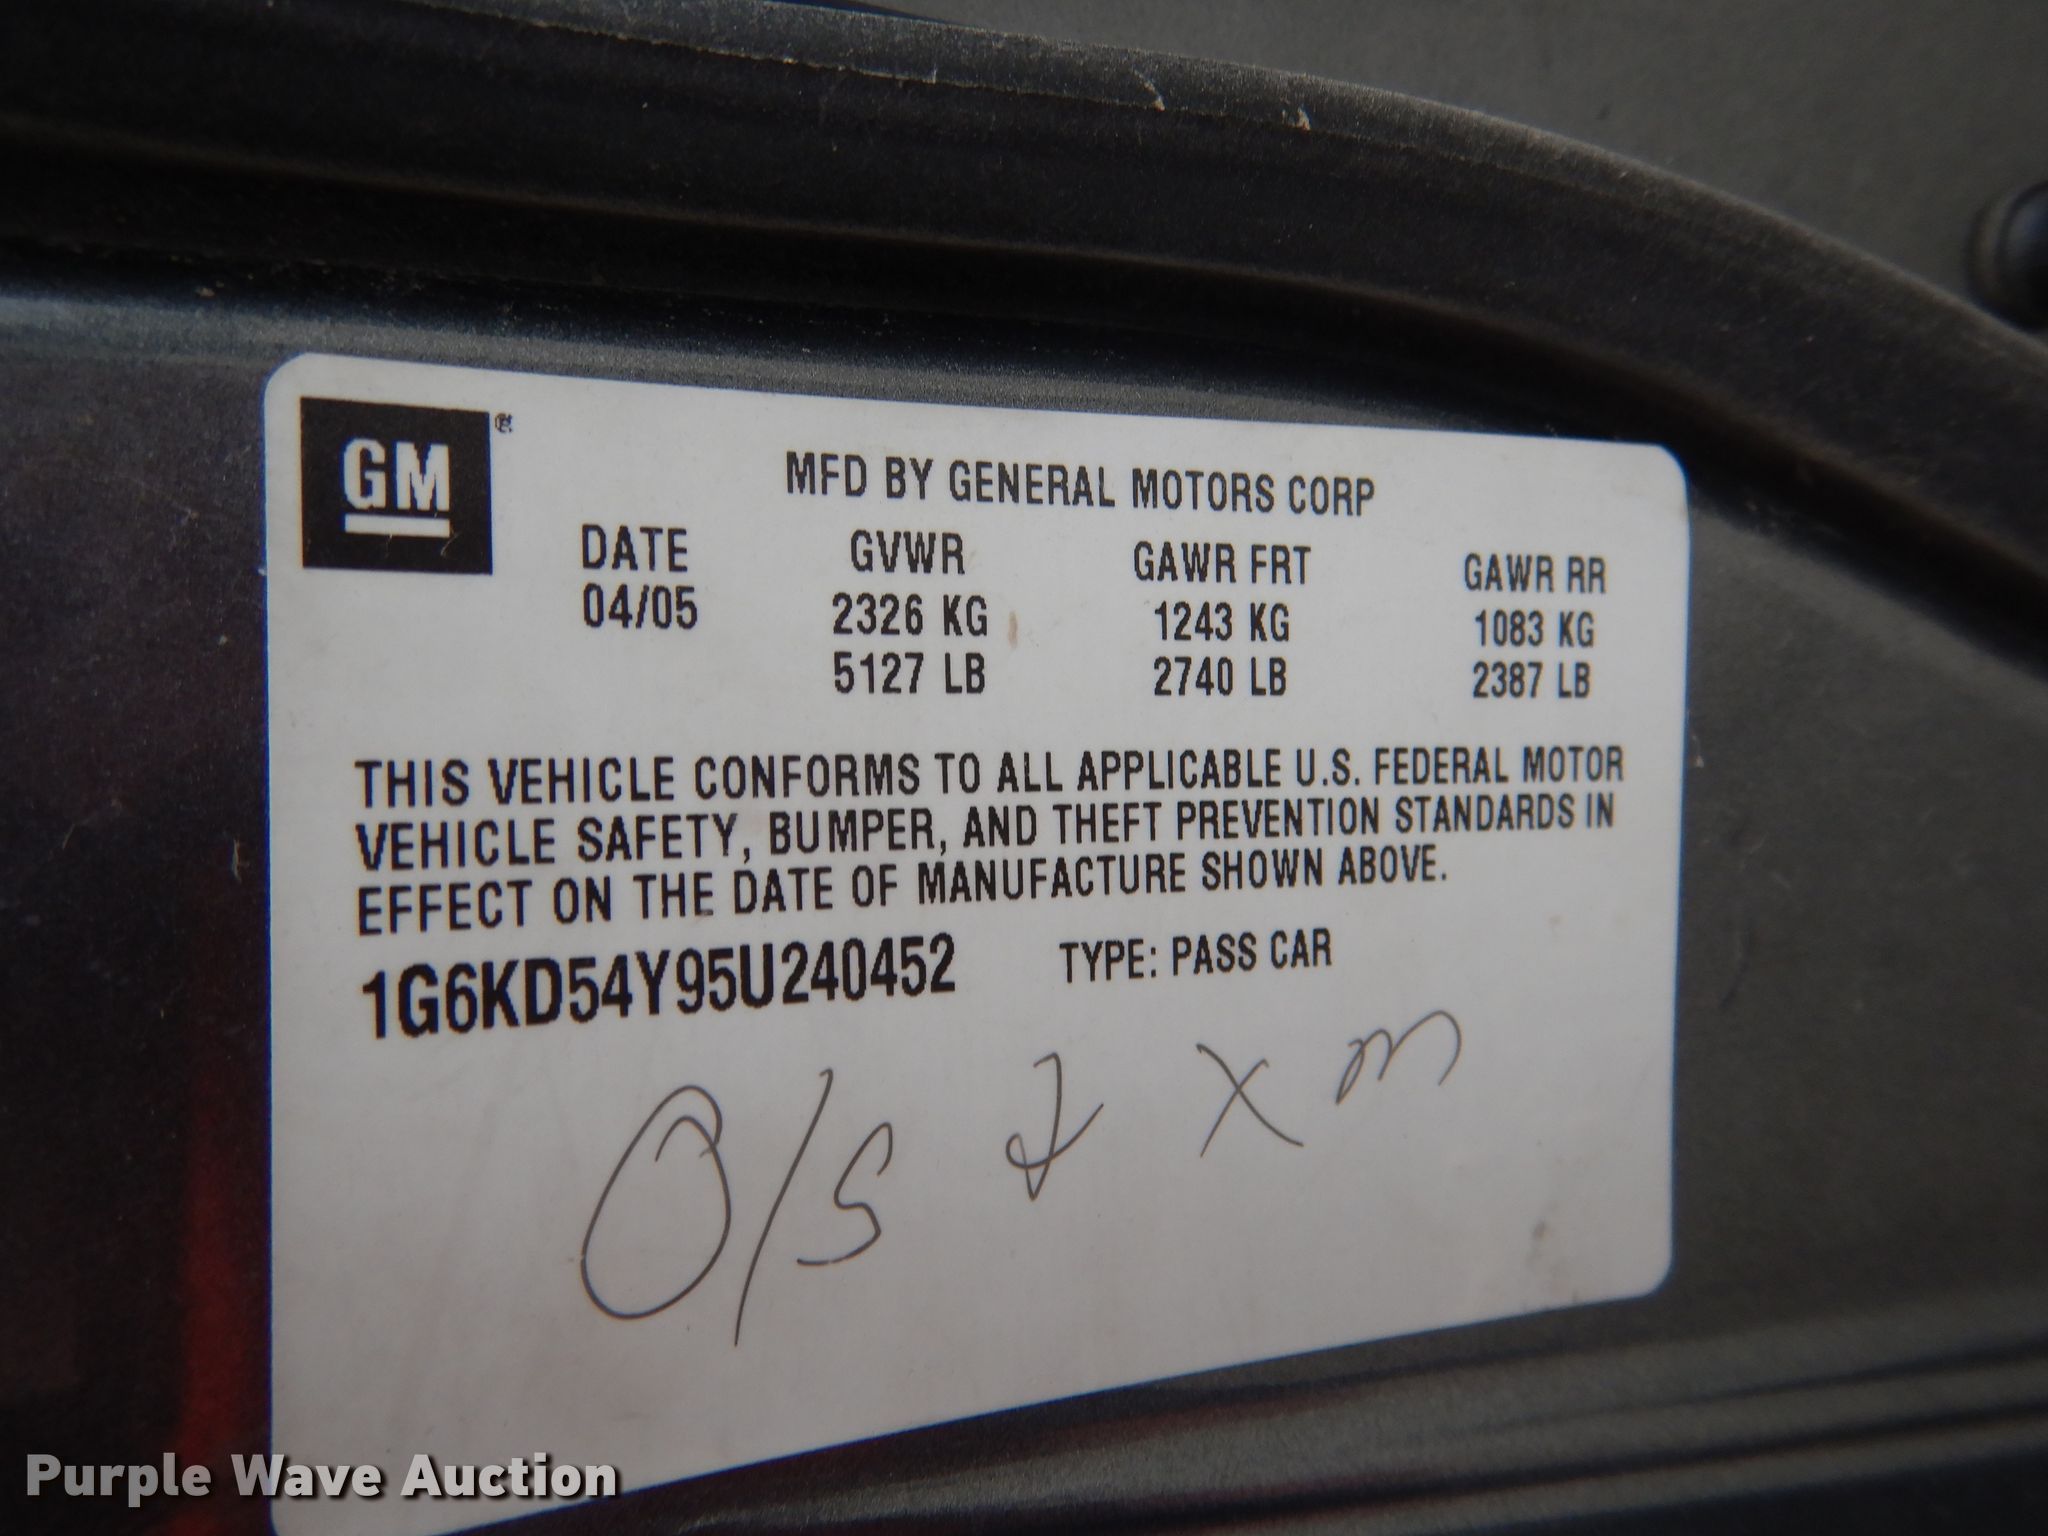 GM®
MFD BY GENERAL MOTORS CORP
DATE GVWR GAWR FRT GAWR RR
04/05 2326 KG 1243 KG 1083 KG
5127 LB 2740 LB 2387 LB
THIS VEHICLE CONFORMS TO ALL APPLICABLE U.S. FEDERAL MOTOR
VEHICLE SAFETY, BUMPER, AND THEFT PREVENTION STANDARDS IN
EFFECT ON THE DATE OF MANUFACTURE SHOWN ABOVE.
1G6KD54Y95U240452 TYPE: PASS CAR
O/S & X M
Purple Wave Auction